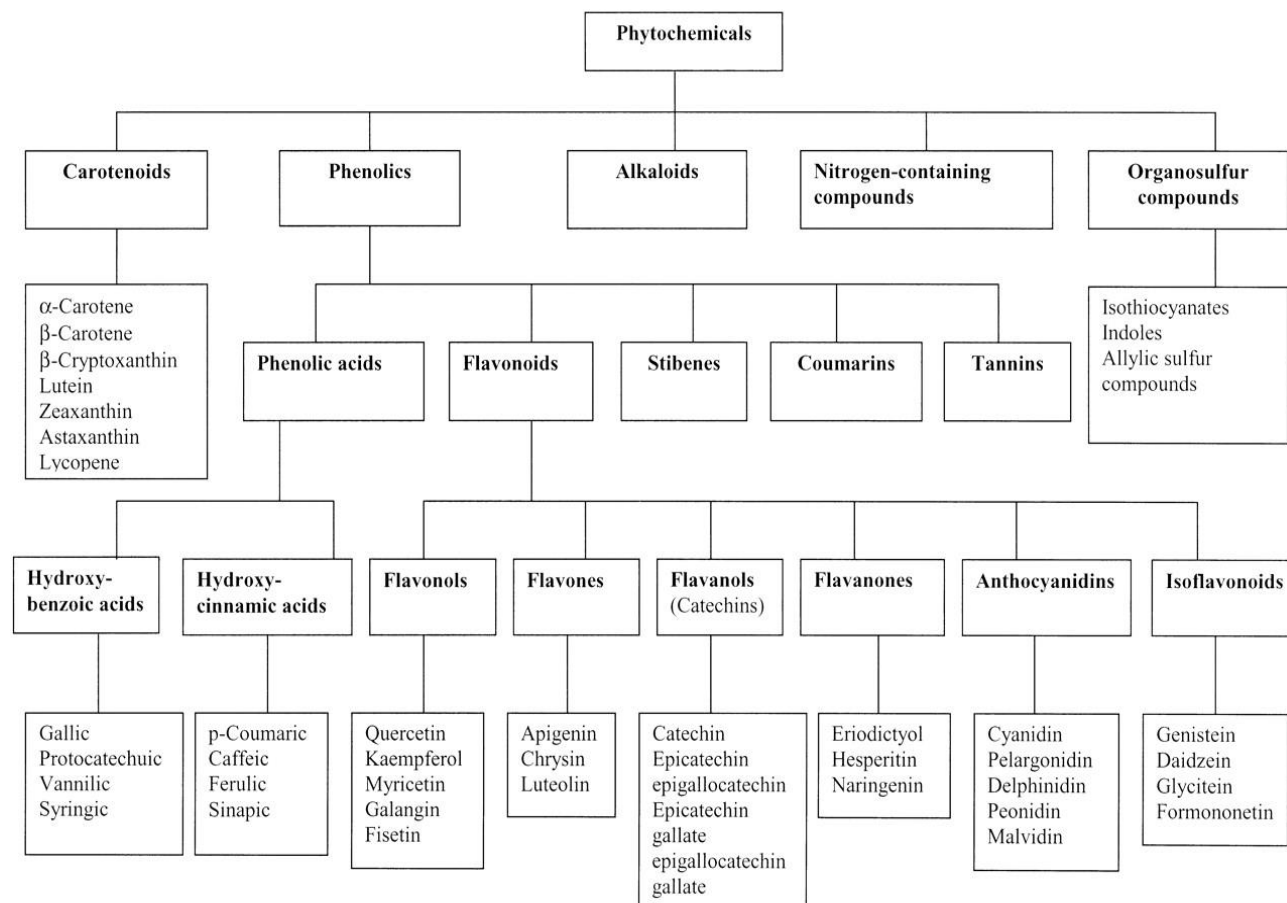 Phytochemicals
Carotenoids
Phenolics
Alkaloids
Nitrogen-containing
compounds
Organosulfur
compounds
α-Carotene
β-Carotene
β-Cryptoxanthin
Lutein
Zeaxanthin
Astaxanthin
Lycopene
Isothiocyanates
Indoles
Allylic sulfur
compounds
Phenolic acids
Flavonoids
Stibenes
Coumarins
Tannins
Hydroxy-
benzoic acids
Hydroxy-
cinnamic acids
Flavonols
Flavones
Flavanols
(Catechins)
Flavanones
Anthocyanidins
Isoflavonoids
Gallic
Protocatechuic
Vannilic
Syringic
p-Coumaric
Caffeic
Ferulic
Sinapic
Quercetin
Kaempferol
Myricetin
Galangin
Fisetin
Apigenin
Chrysin
Luteolin
Catechin
Epicatechin
epigallocatechin
Epicatechin
gallate
epigallocatechin
gallate
Eriodictyol
Hesperitin
Naringenin
Cyanidin
Pelargonidin
Delphinidin
Peonidin
Malvidin
Genistein
Daidzein
Glycitein
Formononetin